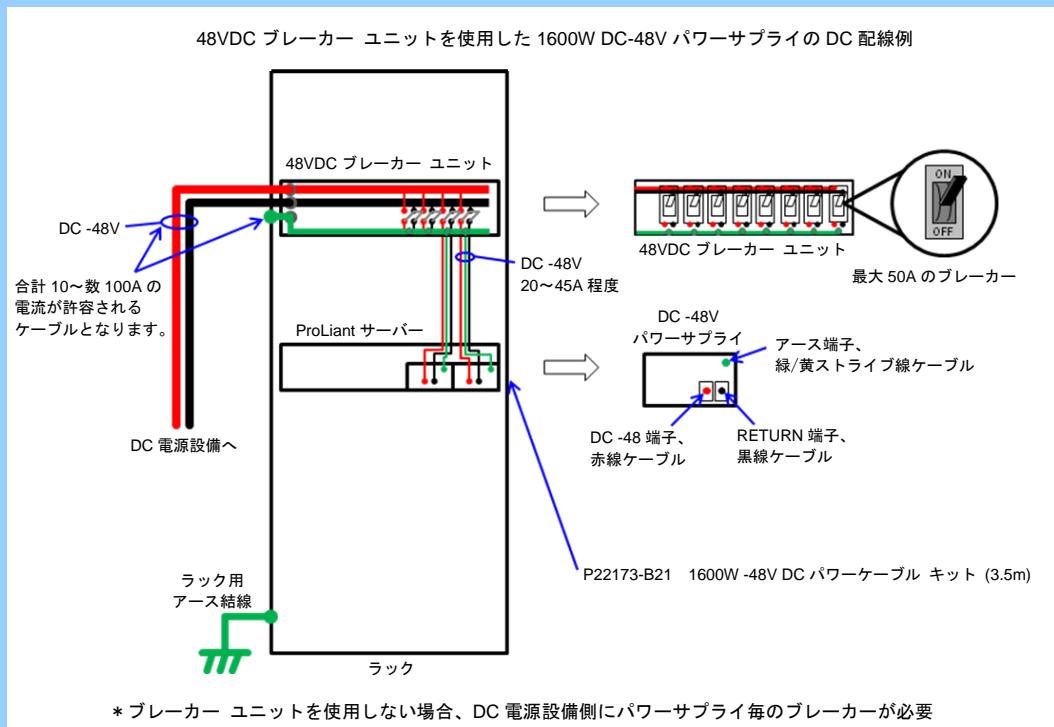 48VDC ブレーカー ユニットを使用した 1600W DC-48V パワーサプライの DC 配線例
48VDC ブレーカー ユニット
DC -48V
合計 10～数 100A の
電流が許容される
ケーブルとなります。
DC -48V
20～45A 程度
ON
OFF
48VDC ブレーカー ユニット
最大 50A のブレーカー
ProLiant サーバー
DC -48V
パワーサプライ
アース端子、
緑/黄ストライブ線ケーブル
DC -48 端子、
赤線ケーブル
RETURN 端子、
黒線ケーブル
DC 電源設備へ
P22173-B21 1600W -48V DC パワーケーブル キット (3.5m)
ラック用
アース結線
ラック
* ブレーカー ユニットを使用しない場合、DC 電源設備側にパワーサプライ毎のブレーカーが必要